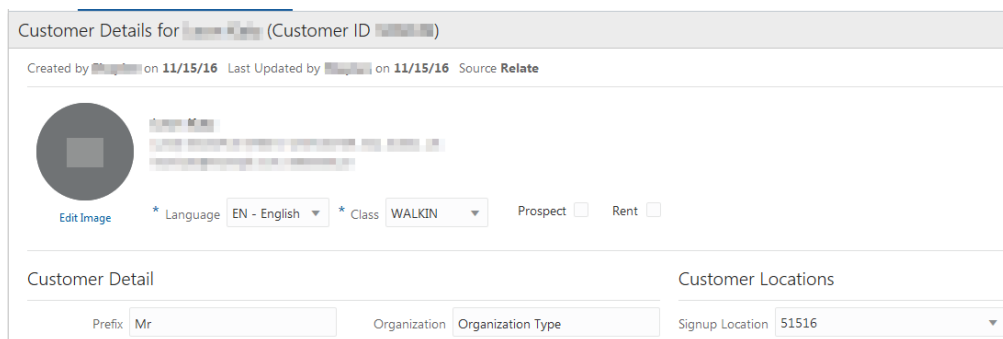 Customer Details for (Customer ID )
Created by on 11/15/16 Last Updated by on 11/15/16 Source Relate
Edit Image
* Language EN - English * Class WALKIN Prospect Rent
Customer Detail
Customer Locations
Prefix Mr Organization Organization Type Signup Location 51516